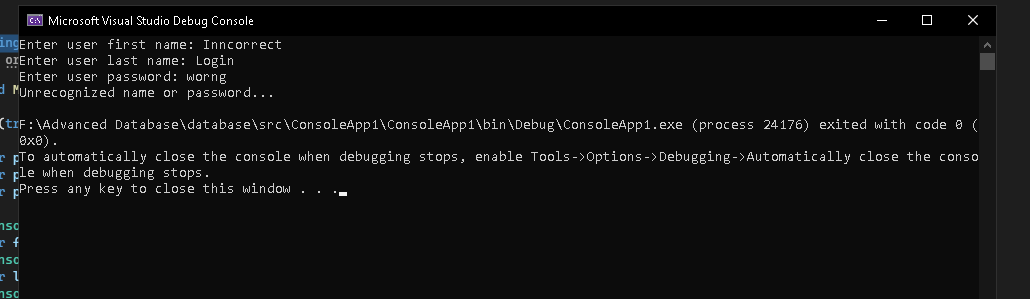 Microsoft Visual Studio Debug Console
Enter user first name: Inncorrect
Enter user last name: Login
Enter user password: worng
Unrecognized name or password...
F:\Advanced Database\database\src\ConsoleApp1\ConsoleApp1\bin\Debug\ConsoleApp1.exe (process 24176) exited with code 0 (
0x0).
To automatically close the console when debugging stops, enable Tools->Options->Debugging->Automatically close the conso
le when debugging stops.
Press any key to close this window . . .